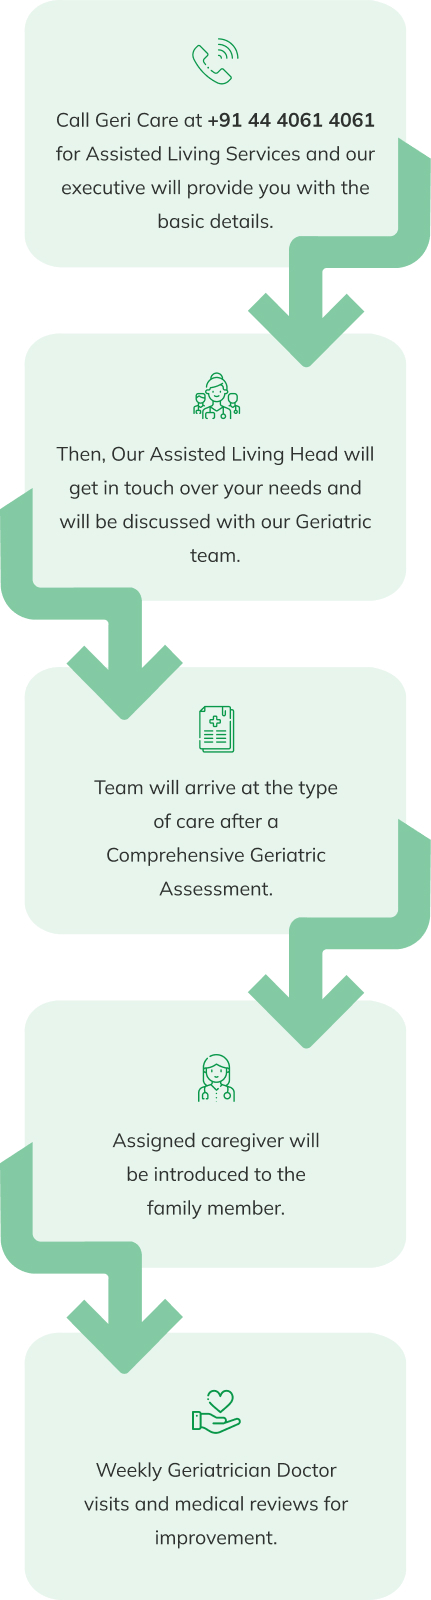 Call Geri Care at +91 44 4061 4061
for Assisted Living Services and our
executive will provide you with the
basic details.
Then, Our Assisted Living Head will
get in touch over your needs and
will be discussed with our Geriatric
team.
Team will arrive at the type
of care after a
Comprehensive Geriatric
Assessment.
Assigned caregiver will
be introduced to the
family member.
Weekly Geriatrician Doctor
visits and medical reviews for
improvement.